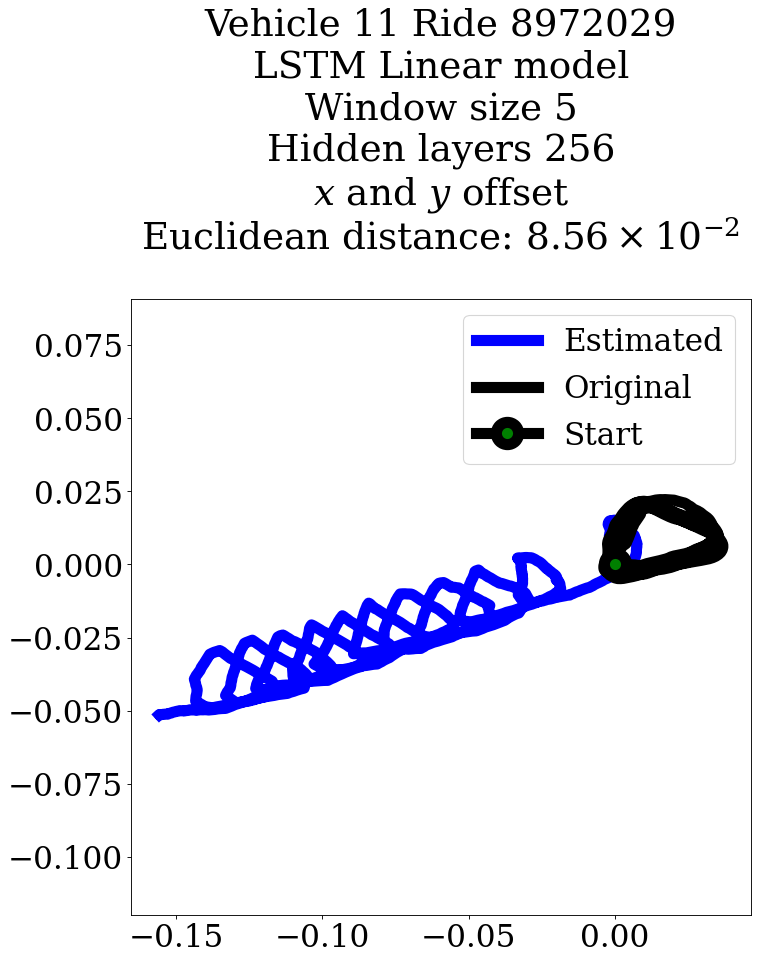 Vehicle 11 Ride 8972029
LSTM Linear model
Window size 5
Hidden layers 256
x and y offset
Euclidean distance: 8.56 × 10⁻²
Estimated
Original
Start
0.075
0.050
0.025
0.000
−0.025
−0.050
−0.075
−0.100
−0.15 −0.10 −0.05 0.00